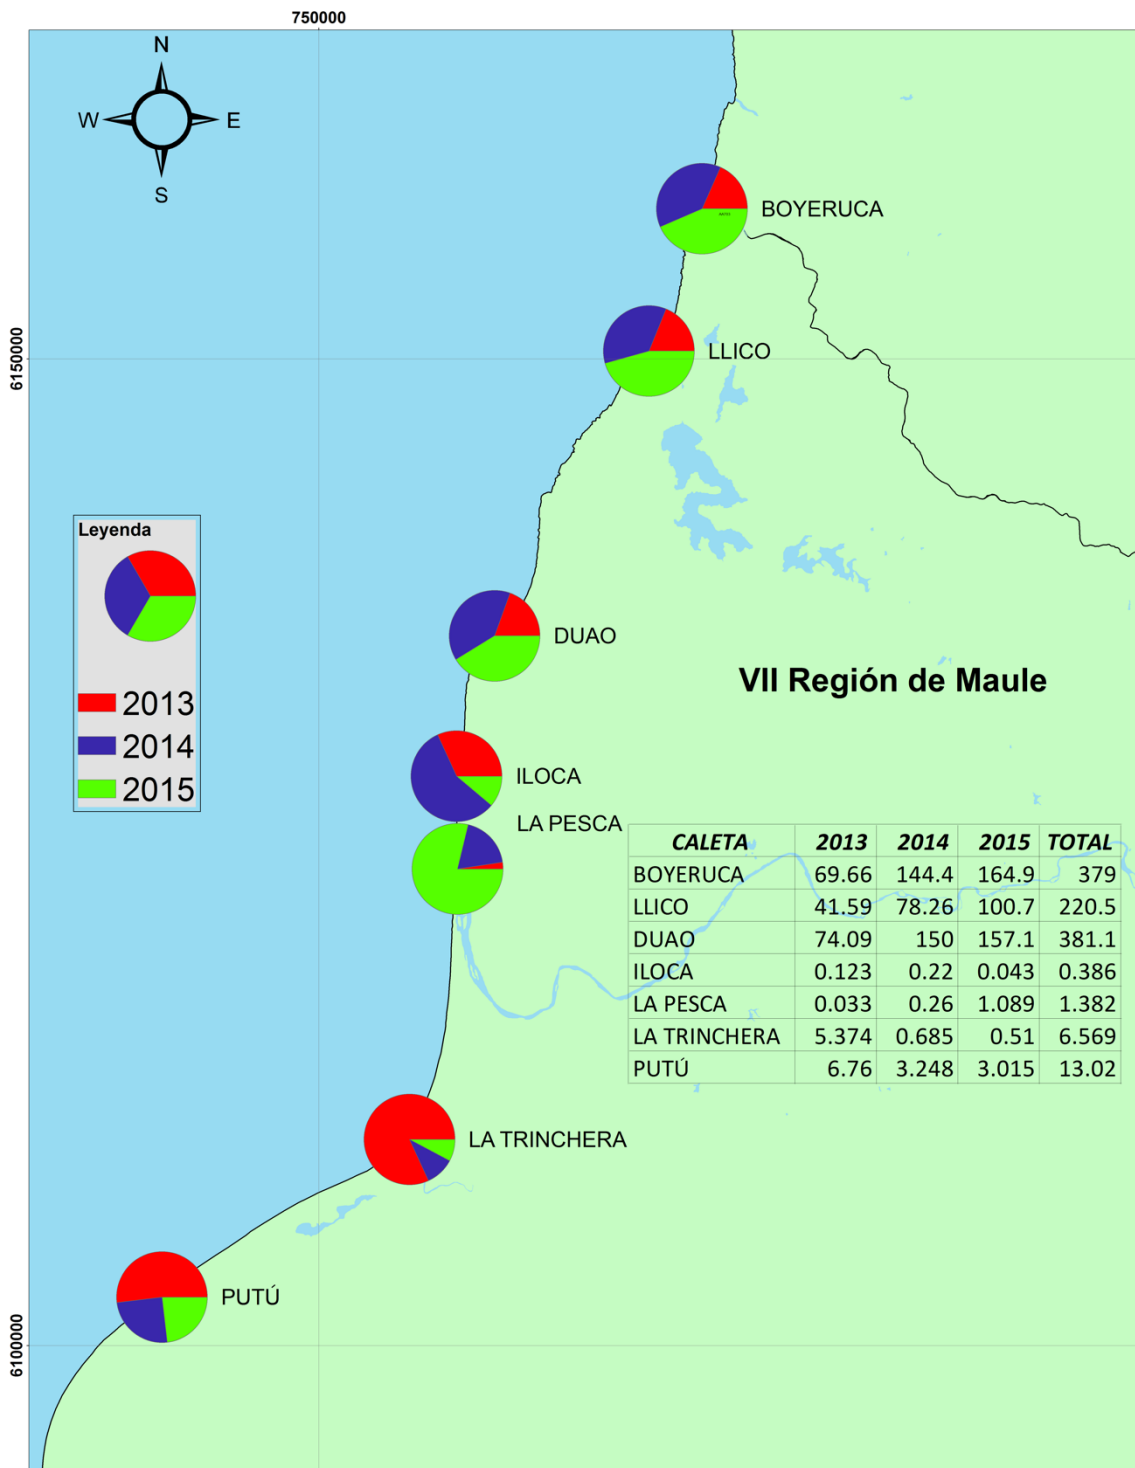 750000
N
W E
S
BOYERUCA
6150000
LLICO
Leyenda
2013
2014
2015
DUAO
VII Región de Maule
ILOCA
LA PESCA
CALETA 2013 2014 2015 TOTAL
BOYERUCA 69.66 144.4 164.9 379
LLICO 41.59 78.26 100.7 220.5
DUAO 74.09 150 157.1 381.1
ILOCA 0.123 0.22 0.043 0.386
LA PESCA 0.033 0.26 1.089 1.382
LA TRINCHERA 5.374 0.685 0.51 6.569
PUTÚ 6.76 3.248 3.015 13.02
LA TRINCHERA
PUTÚ
6100000